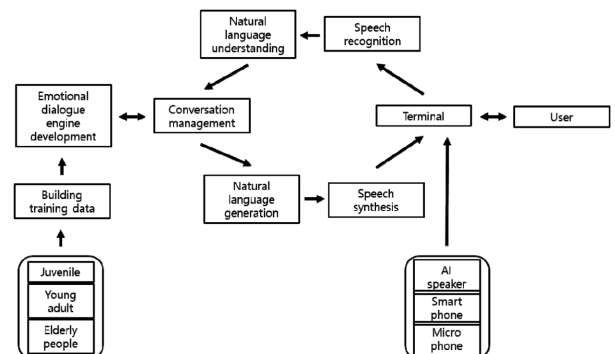 Natural
language
understanding
Speech
recognition
Emotional
dialogue
engine
development
Conversation
management
Terminal
User
Building
training data
Natural
language
generation
Speech
synthesis
Juvenile
Young
adult
Elderly
people
AI
speaker
Smart
phone
Micro
phone